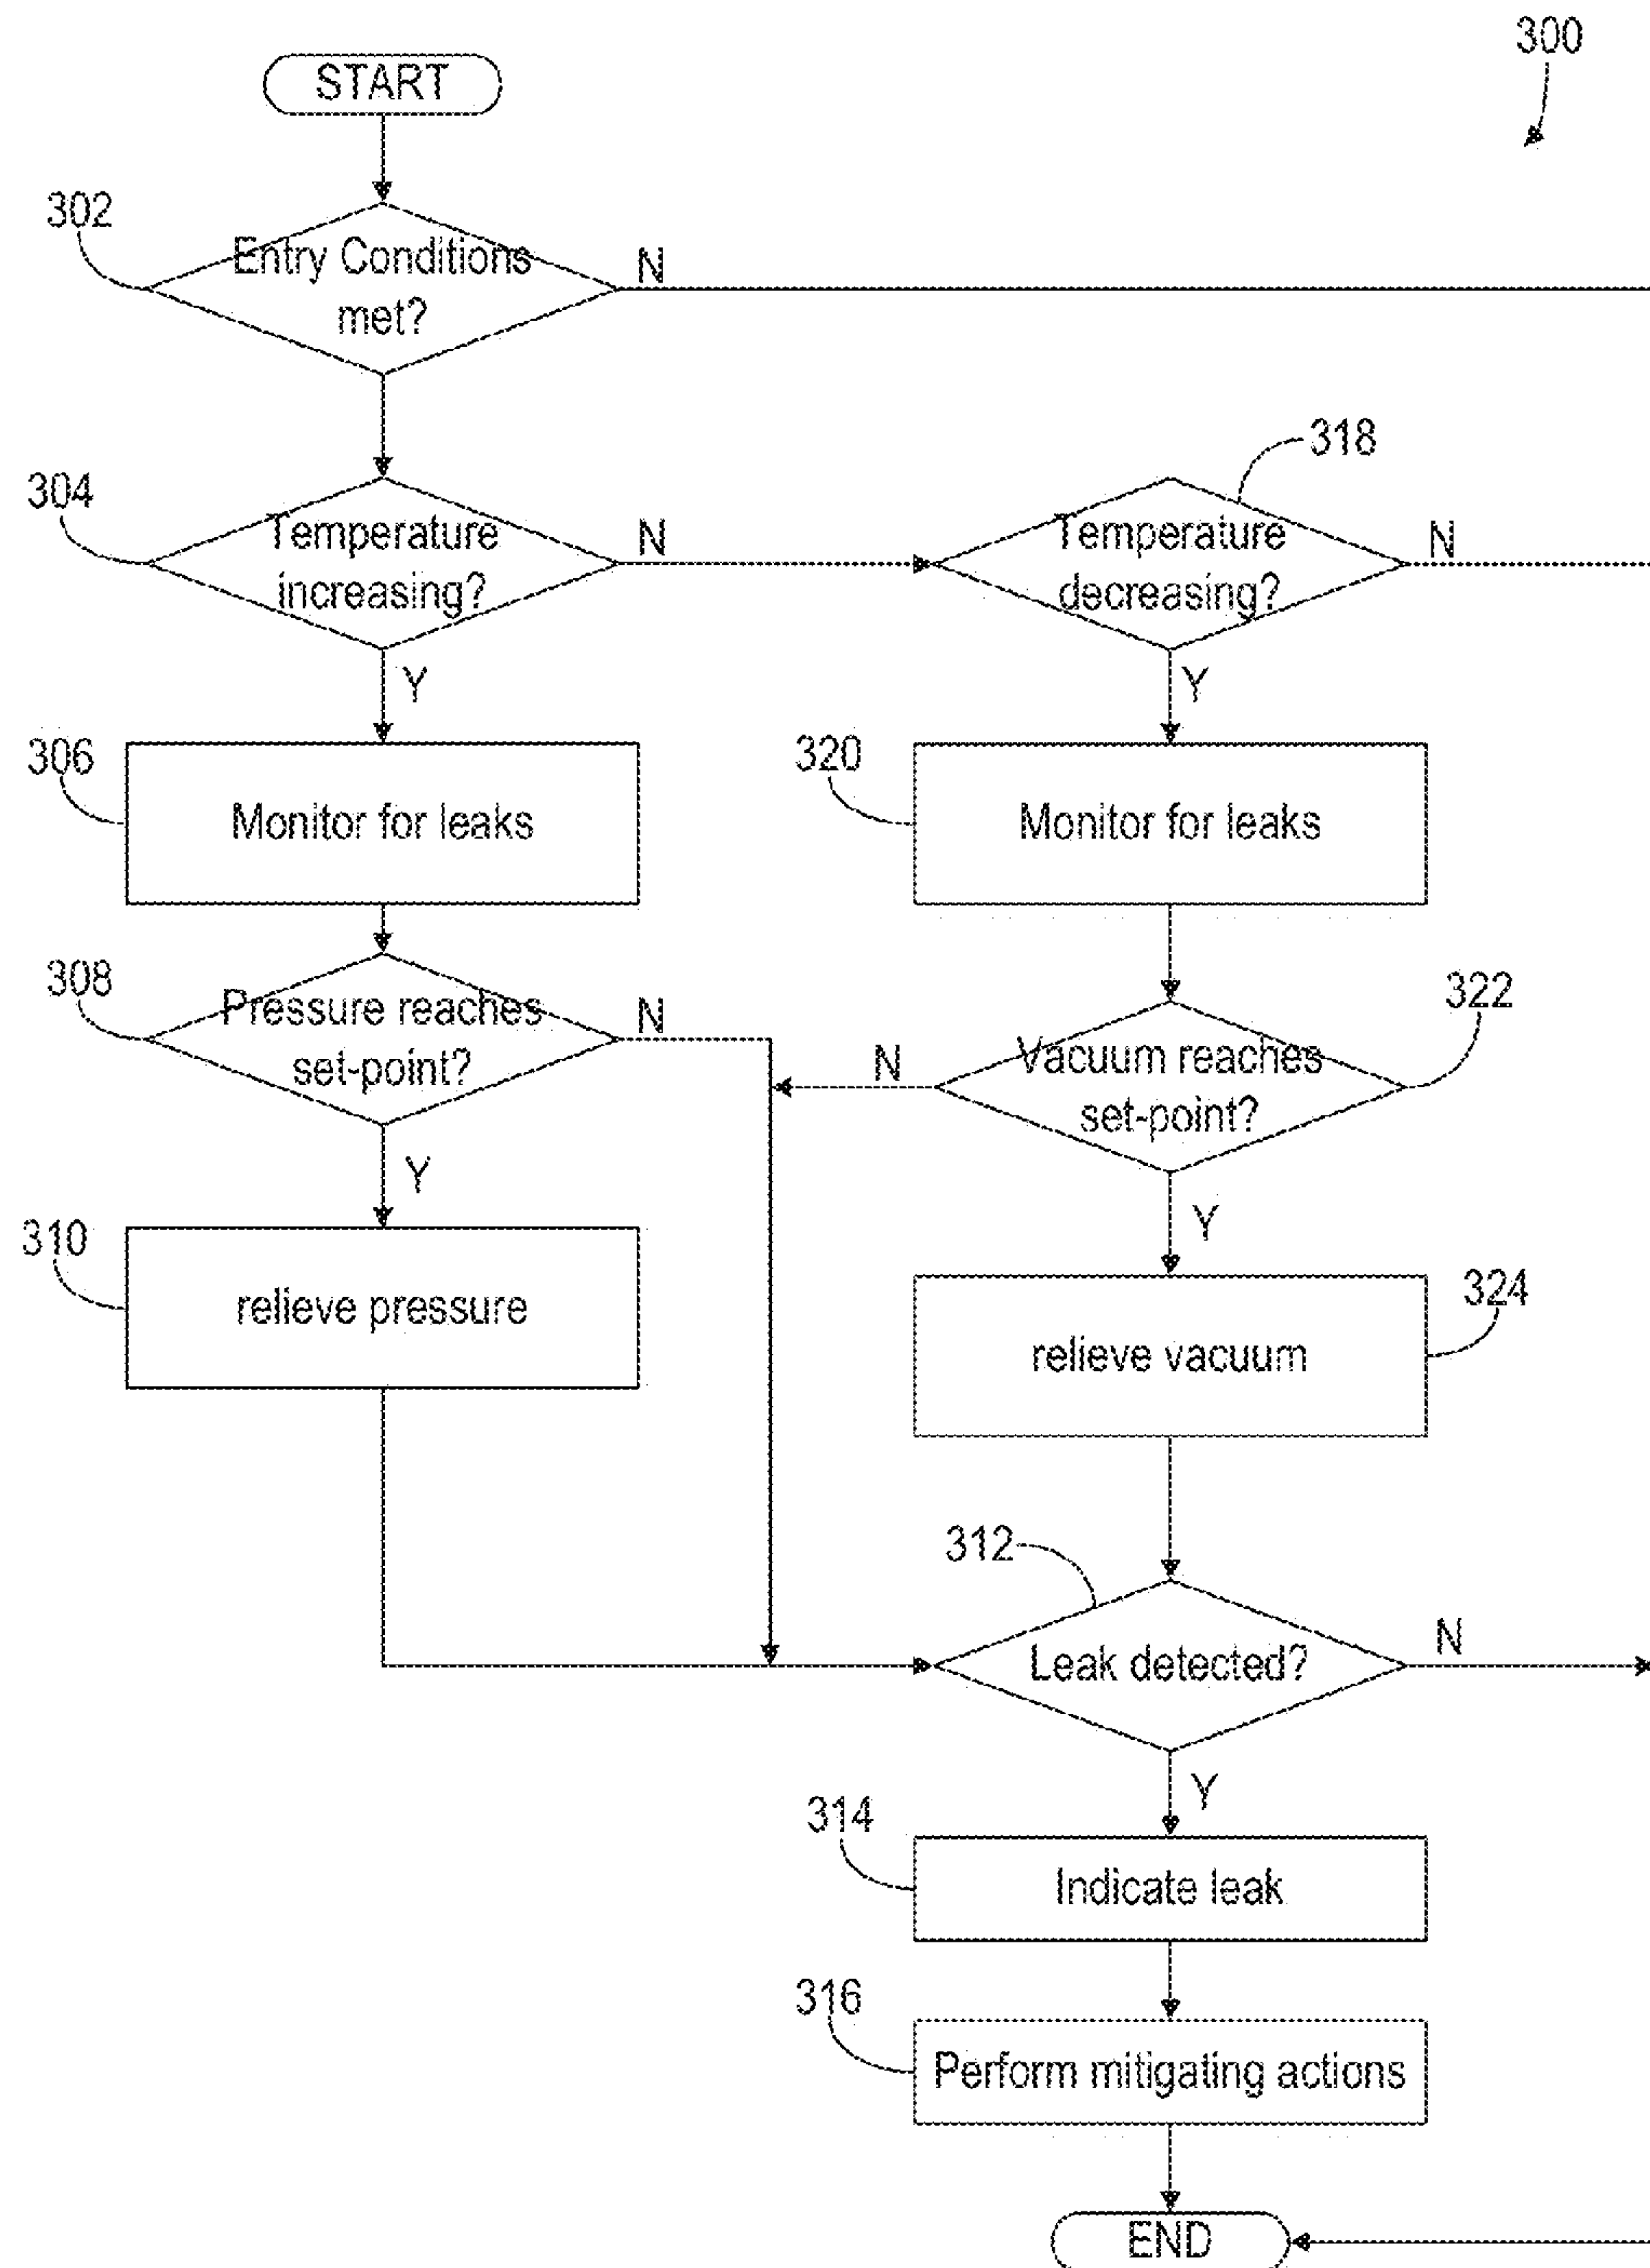 300
START
302
Entry Conditions
met?
N
304
Temperature
increasing?
N
Y
318
Temperature
decreasing?
N
Y
306
Monitor for leaks
320
Monitor for leaks
308
Pressure reaches
set-point?
N
Y
322
Vacuum reaches
set-point?
N
Y
310
relieve pressure
324
relieve vacuum
312
Leak detected?
N
Y
314
Indicate leak
316
Perform mitigating actions
END